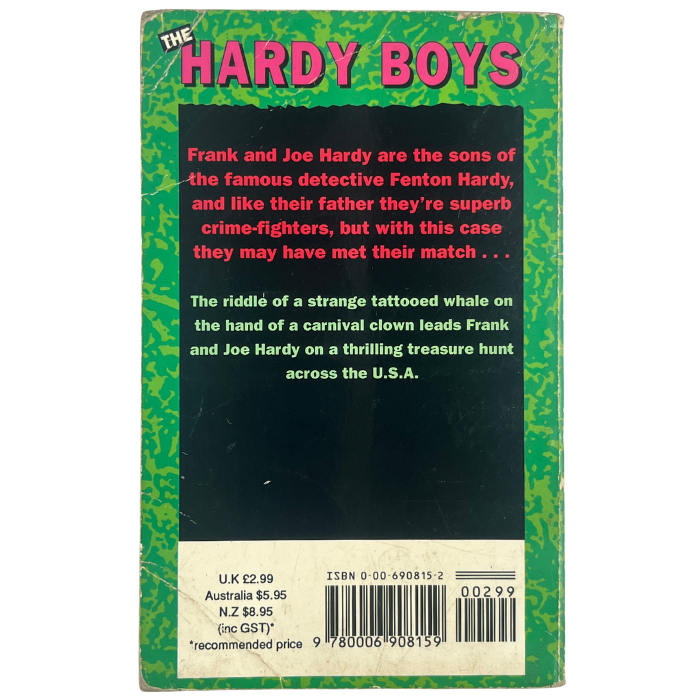 THE
HARDY BOYS
Frank and Joe Hardy are the sons of
the famous detective Fenton Hardy,
and like their father they're superb
crime-fighters, but with this case
they may have met their match . . .
The riddle of a strange tattooed whale on
the hand of a carnival clown leads Frank
and Joe Hardy on a thrilling treasure hunt
across the U.S.A.
U.K £2.99
Australia $5.95
N.Z $8.95
(inc GST)*
*recommended price
ISBN 0-00-690815-2
00299
9 780006 908159